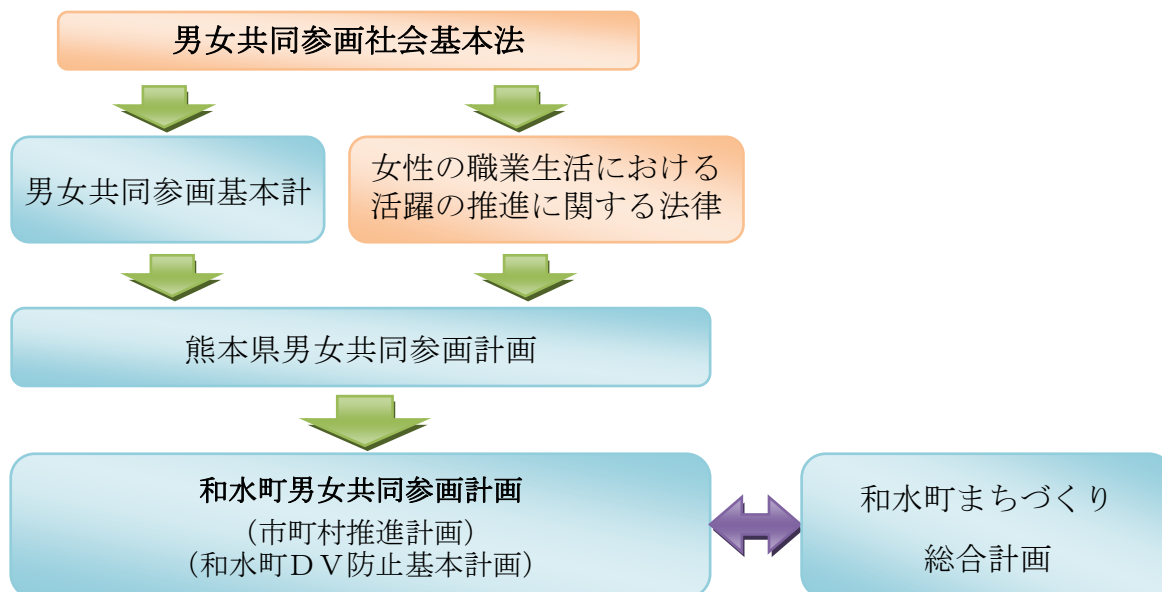 男女共同参画社会基本法
男女共同参画基本計
女性の職業生活における
活躍の推進に関する法律
熊本県男女共同参画計画
和水町男女共同参画計画
（市町村推進計画）
（和水町ＤＶ防止基本計画）
和水町まちづくり
総合計画